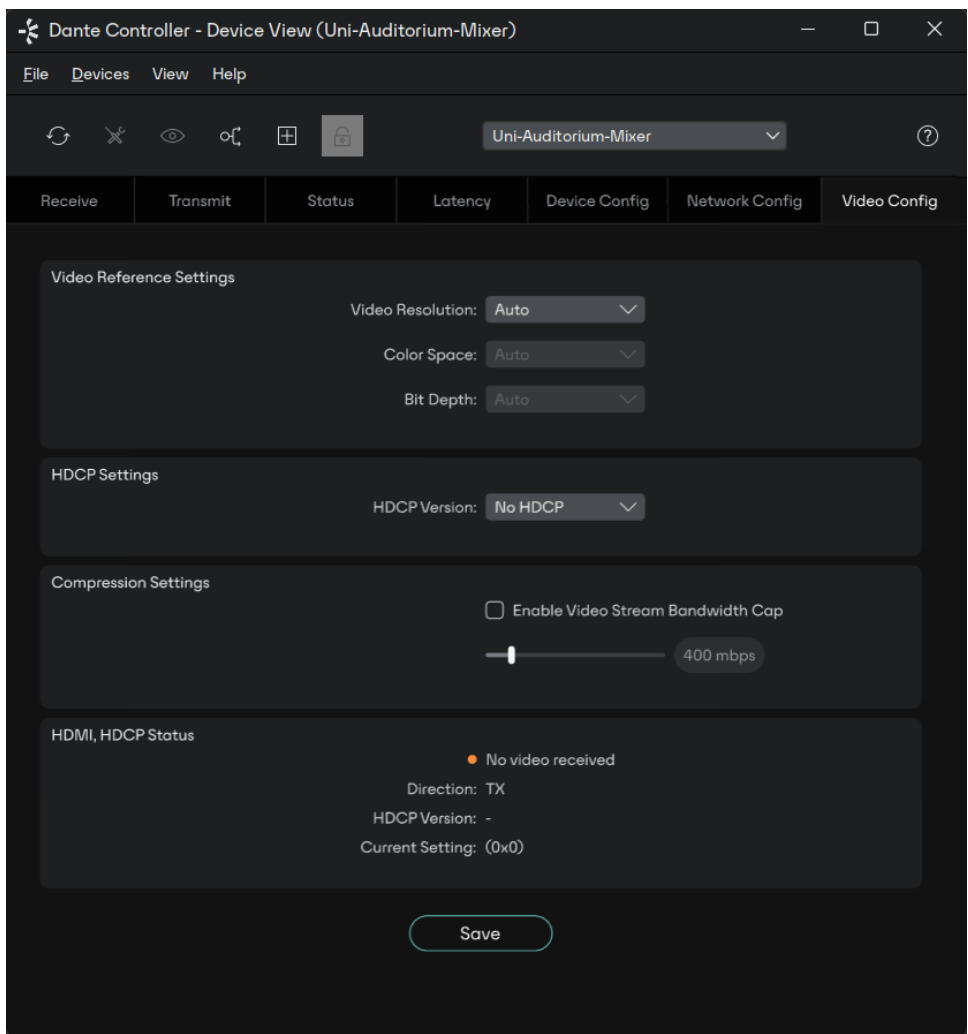 Dante Controller - Device View (Uni-Auditorium-Mixer)
File Devices View Help
Uni-Auditorium-Mixer
Receive Transmit Status Latency Device Config Network Config Video Config
Video Reference Settings
Video Resolution: Auto
Color Space: Auto
Bit Depth: Auto
HDCP Settings
HDCP Version: No HDCP
Compression Settings
Enable Video Stream Bandwidth Cap
400 mbps
HDMI, HDCP Status
No video received
Direction: TX
HDCP Version: -
Current Setting: (0x0)
Save